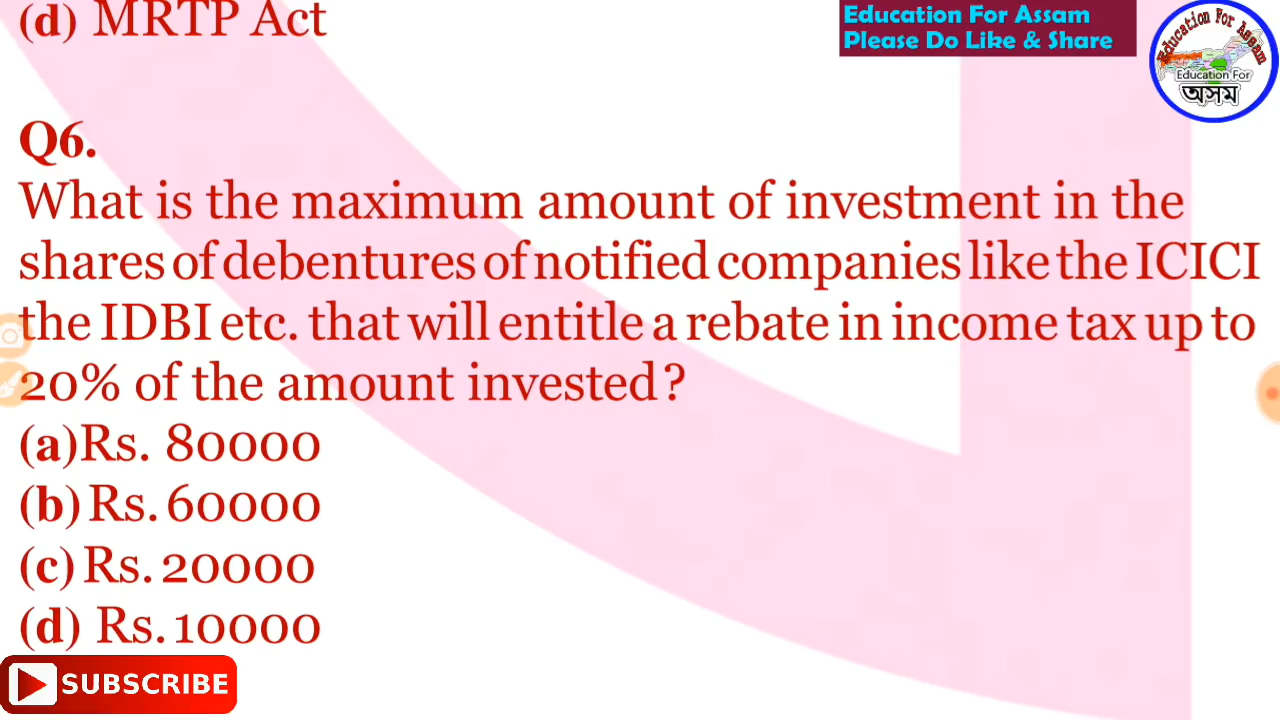 (d) MRTP Act
Education For Assam
Please Do Like & Share
Education For Assam
Education For
অসম
Q6.
What is the maximum amount of investment in the
shares of debentures of notified companies like the ICICI
the IDBI etc. that will entitle a rebate in income tax up to
20% of the amount invested?
(a)Rs. 80000
(b) Rs. 60000
(c) Rs. 20000
(d) Rs. 10000
SUBSCRIBE